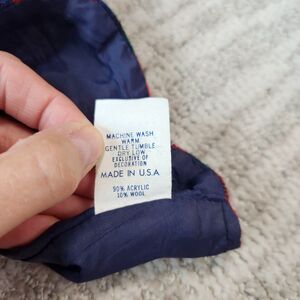 MACHINE WASH
WARM
GENTLE TUMBLE
DRY LOW
EXCLUSIVE OF
DECORATION
MADE IN U.S.A
90% ACRYLIC
10% WOOL